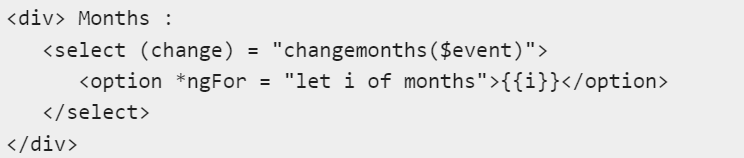 <div> Months :
   <select (change) = "changemonths($event)">
      <option *ngFor = "let i of months">{{i}}</option>
   </select>
</div>